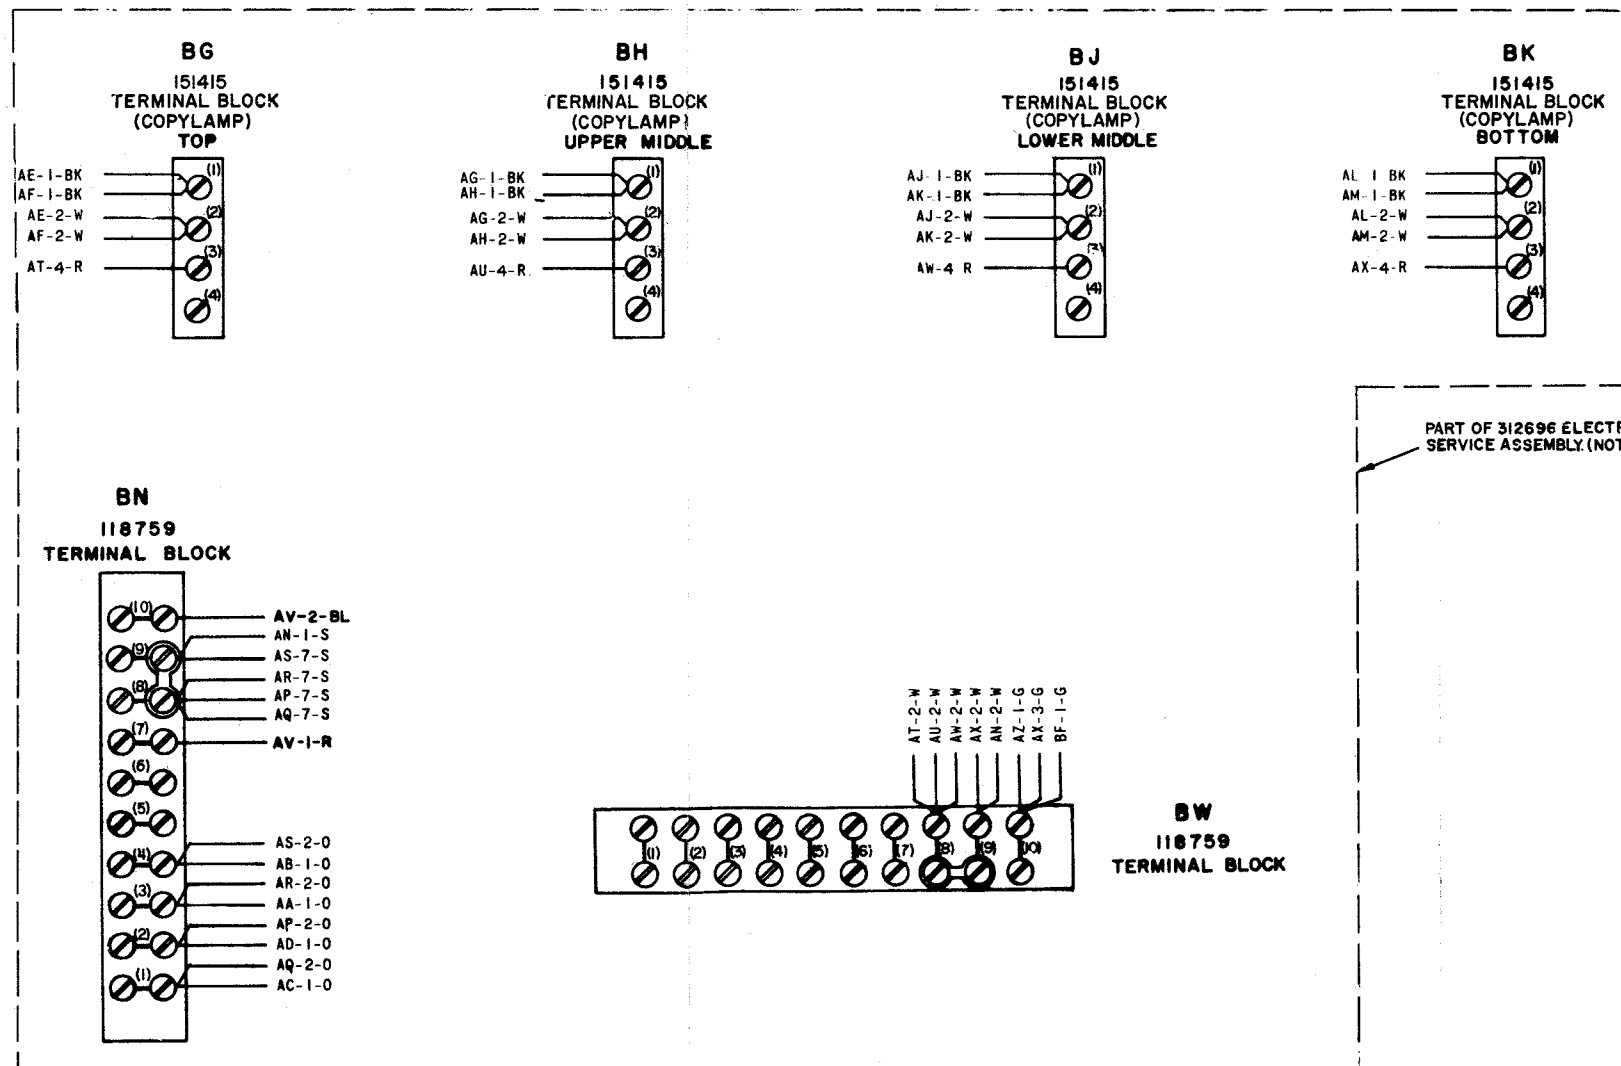 BG
151415
TERMINAL BLOCK
(COPYLAMP)
TOP
AE-1-BK
(1)
AF-1-BK
AE-2-W
(2)
AF-2-W
(3)
AT-4-R
(4)
BH
151415
TERMINAL BLOCK
(COPYLAMP)
UPPER MIDDLE
AG-1-BK
(1)
AH-1-BK
AG-2-W
(2)
AH-2-W
(3)
AU-4-R
(4)
BJ
151415
TERMINAL BLOCK
(COPYLAMP)
LOWER MIDDLE
AJ-1-BK
(1)
AK-1-BK
AJ-2-W
(2)
AK-2-W
(3)
AW-4 R
(4)
BK
151415
TERMINAL BLOCK
(COPYLAMP)
BOTTOM
AL 1 BK
(1)
AM-1-BK
AL-2-W
(2)
AM-2-W
(3)
AX-4-R
(4)
PART OF 312696 ELECTR
SERVICE ASSEMBLY. (NOT
BN
118759
TERMINAL BLOCK
(10)
AV-2-BL
AN-1-S
(9)
AS-7-S
AR-7-S
(8)
AP-7-S
AQ-7-S
(7)
AV-1-R
(6)
(5)
AS-2-O
(4)
AB-1-O
AR-2-O
(3)
AA-1-O
AP-2-O
(2)
AD-1-O
AQ-2-O
(1)
AC-1-O
AT-2-W
AU-2-W
AW-2-W
AX-2-W
AN-2-W
AZ-1-G
AX-3-G
BF-1-G
(1) (2) (3) (4) (5) (6) (7) (8) (9) (10)
BW
118759
TERMINAL BLOCK